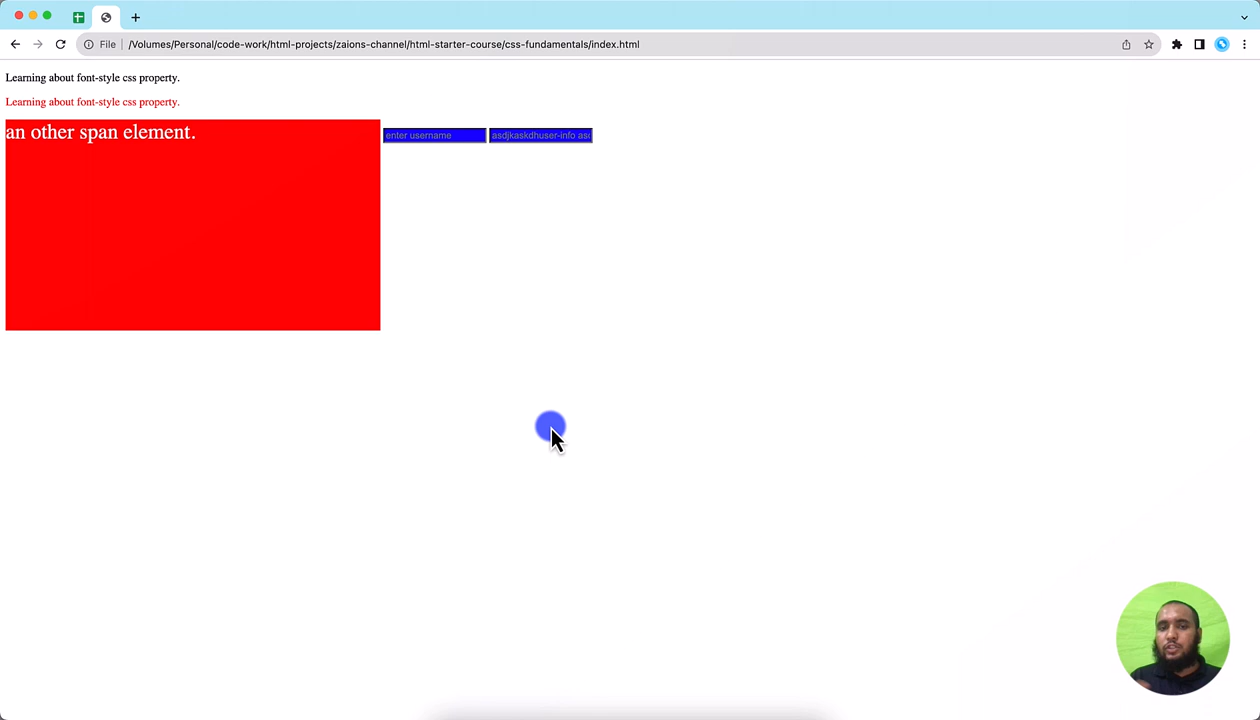 File /Volumes/Personal/code-work/html-projects/zaions-channel/html-starter-course/css-fundamentals/index.html
Learning about font-style css property.
Learning about font-style css property.
an other span element.
enter username
asdjkaskdhuser-info